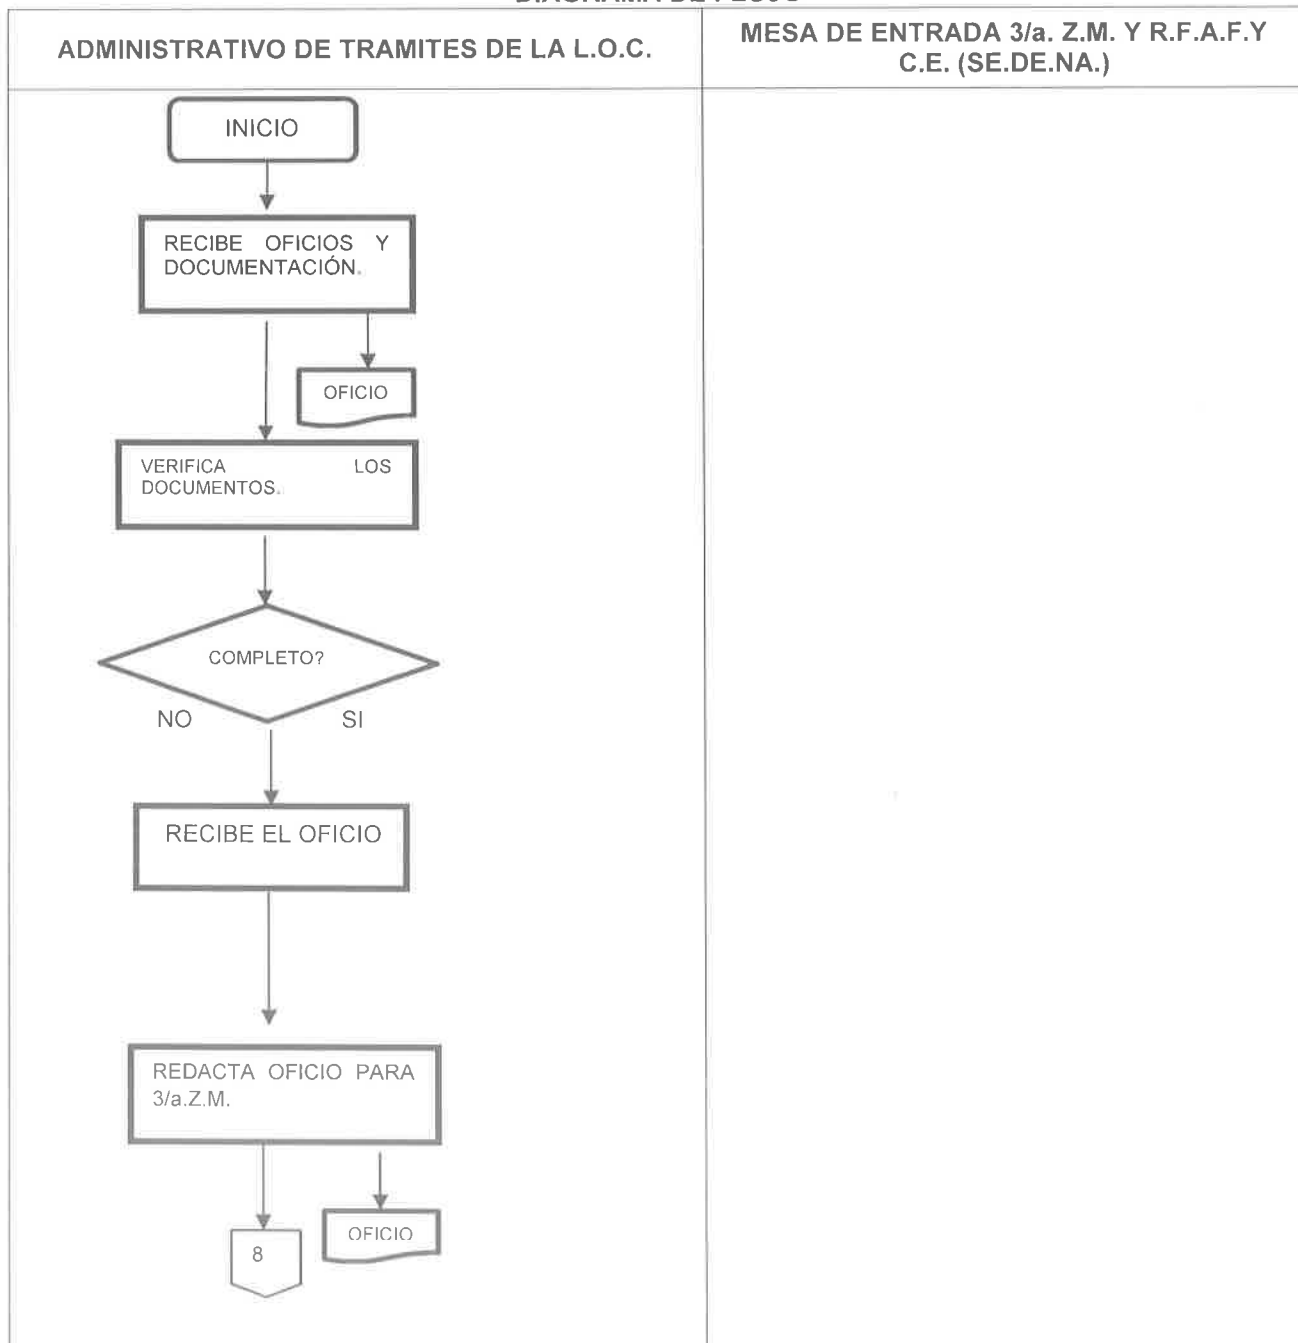 ADMINISTRATIVO DE TRAMITES DE LA L.O.C.
MESA DE ENTRADA 3/a. Z.M. Y R.F.A.F.Y
C.E. (SE.DE.NA.)
INICIO
RECIBE OFICIOS Y
DOCUMENTACIÓN.
OFICIO
VERIFICA LOS
DOCUMENTOS.
COMPLETO?
NO SI
RECIBE EL OFICIO
REDACTA OFICIO PARA
3/a.Z.M.
OFICIO
8